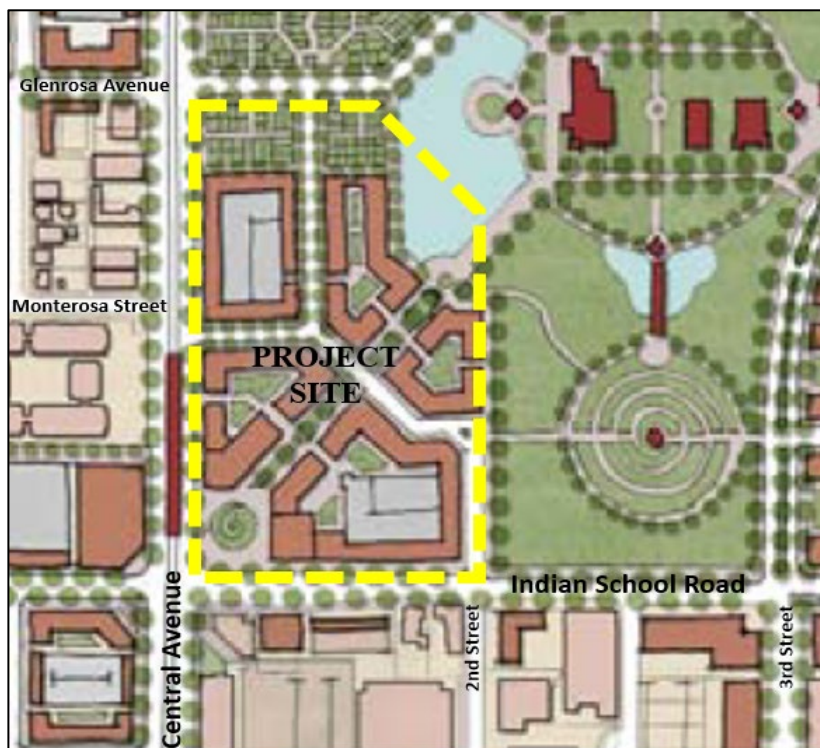 Glenrosa Avenue
Monterosa Street
PROJECT
SITE
Indian School Road
Central Avenue
2nd Street
3rd Street